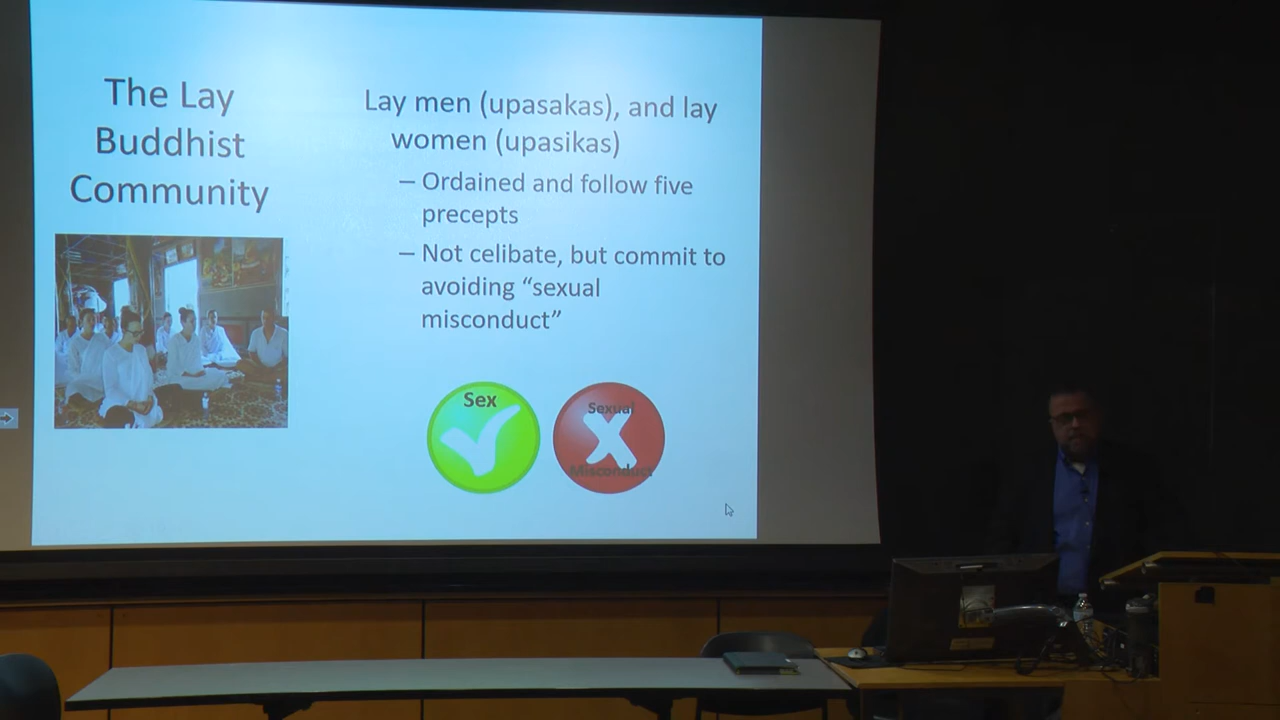 The Lay
Buddhist
Community
Lay men (upasakas), and lay
women (upasikas)
– Ordained and follow five
precepts
– Not celibate, but commit to
avoiding “sexual
misconduct”
Sex
Sexual
Misconduct